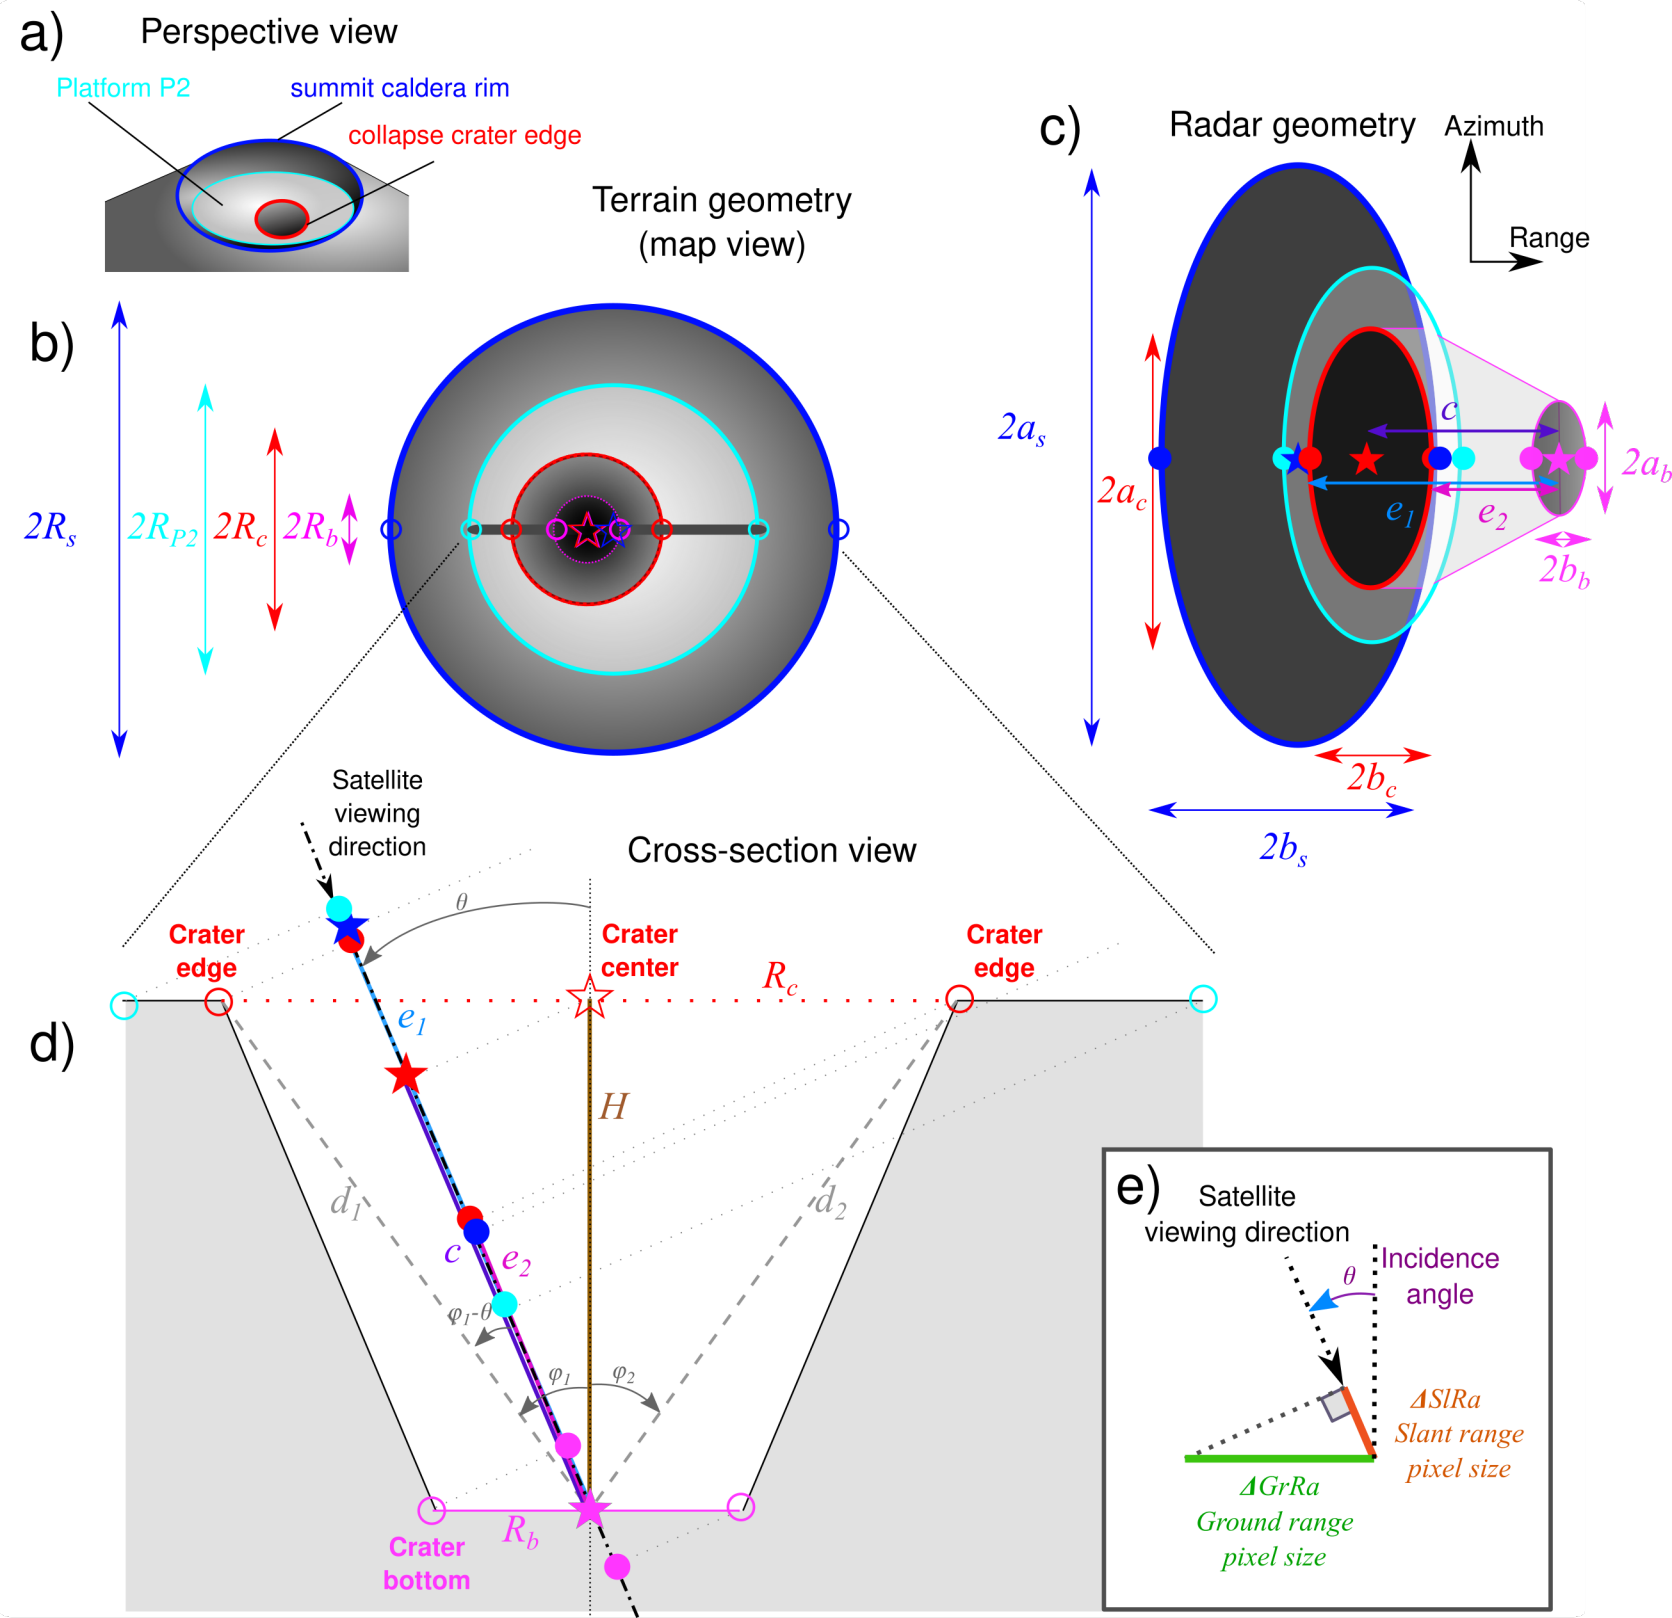 a)
Perspective view
Platform P2
summit caldera rim
collapse crater edge
Terrain geometry
(map view)
b)
2Rs
2RP2
2Rc
2Rb
c)
Radar geometry
Azimuth
Range
2as
2ac
c
e1
e2
2ab
2bb
2bc
2bs
Satellite
viewing
direction
Cross-section view
θ
Crater
edge
Crater
center
Rc
Crater
edge
d)
e1
H
d1
d2
c
e2
φ1-θ
φ1
φ2
Rb
Crater
bottom
e)
Satellite
viewing direction
θ
Incidence
angle
ΔSlRa
Slant range
pixel size
ΔGrRa
Ground range
pixel size